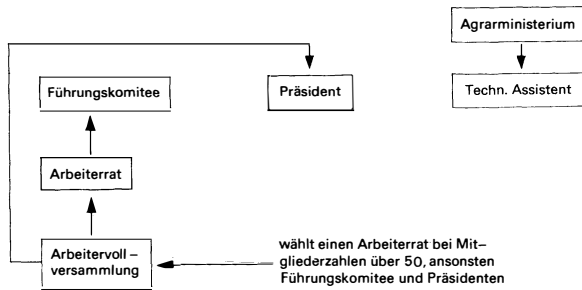 Agrarministerium
Führungskomitee
Präsident
Techn. Assistent
Arbeiterrat
Arbeitervoll-
versammlung
wählt einen Arbeiterrat bei Mit-
gliederzahlen über 50, ansonsten
Führungskomitee und Präsidenten